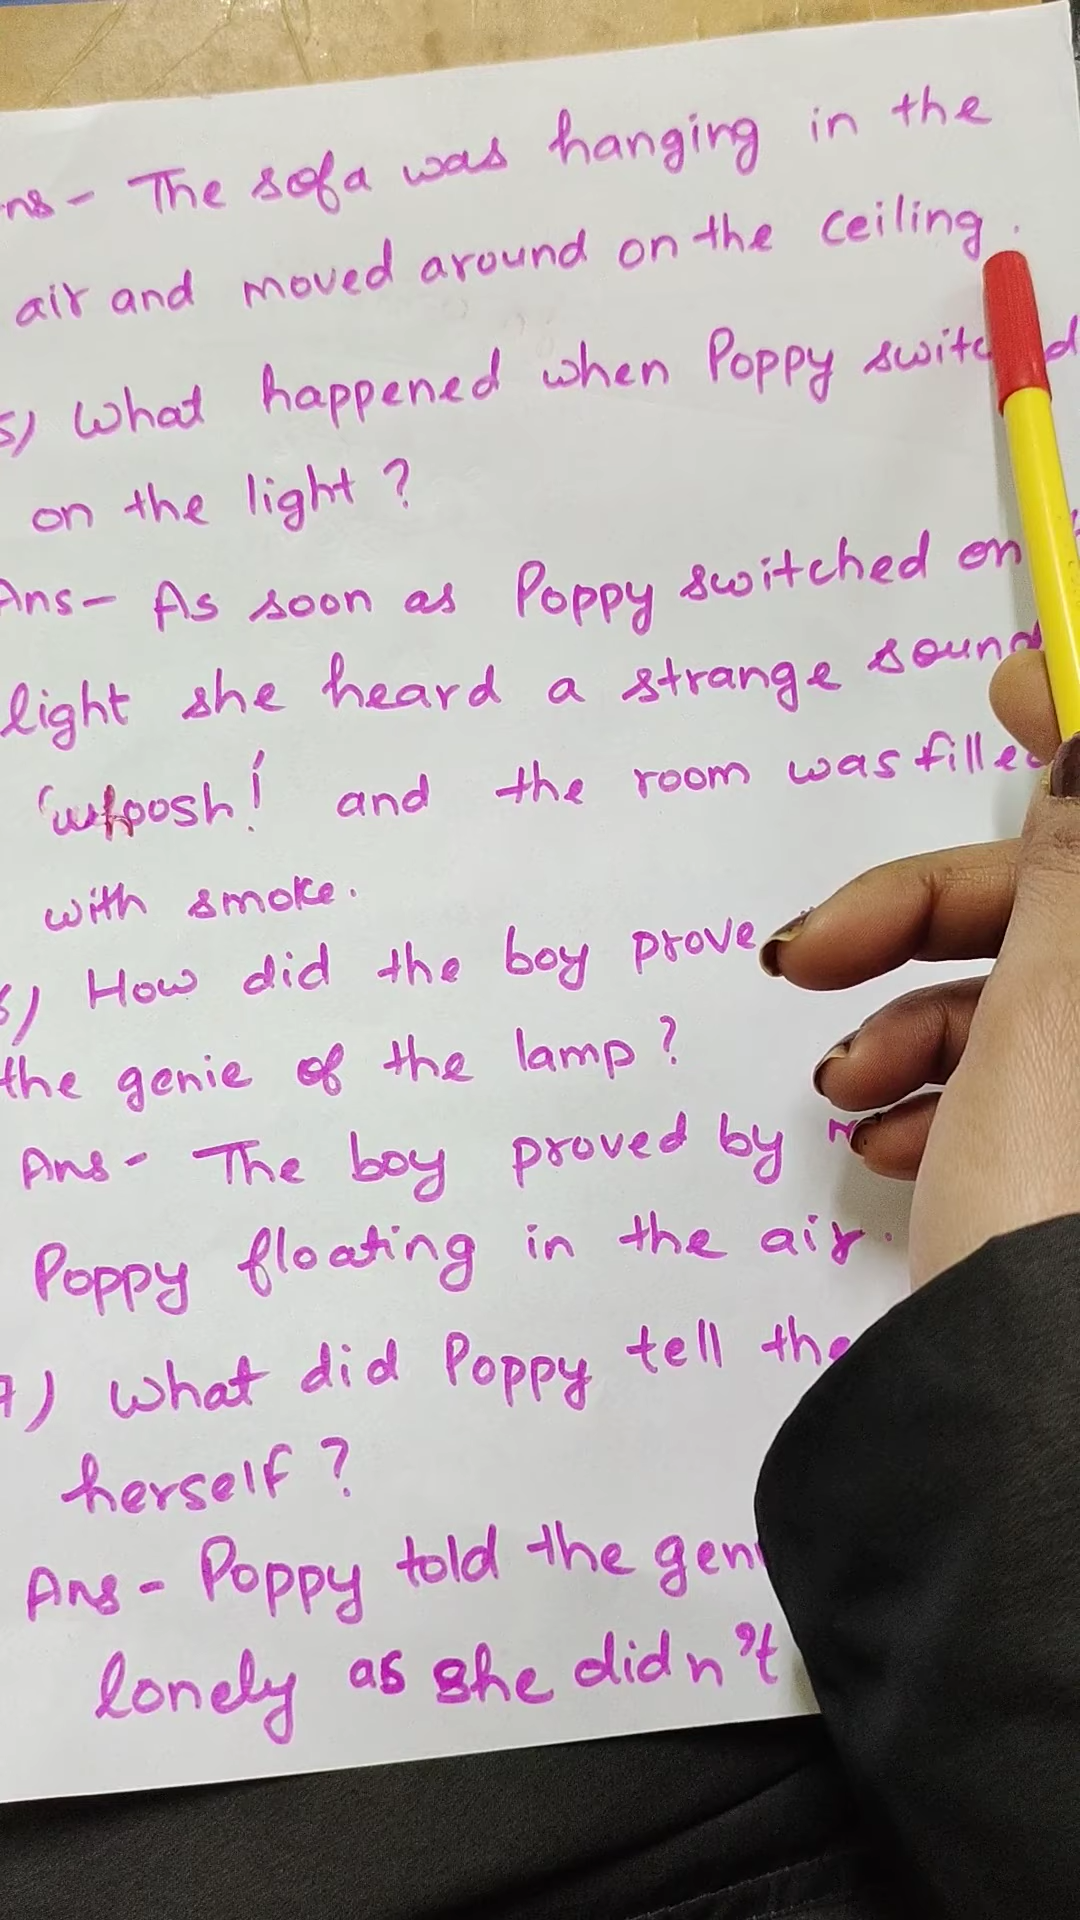 ns - The sofa was hanging in the
air and moved around on the ceiling.
5) What happened when Poppy
on the light ?
Ans - As soon as Poppy switched on
light she heard a strange sound
'whoosh! and the room was filled
with smoke.
6) How did the boy prove
the genie of the lamp ?
Ans - The boy proved by
Poppy floating in the air.
7) What did Poppy tell the
herself ?
Ans - Poppy told the
lonely as she didn't